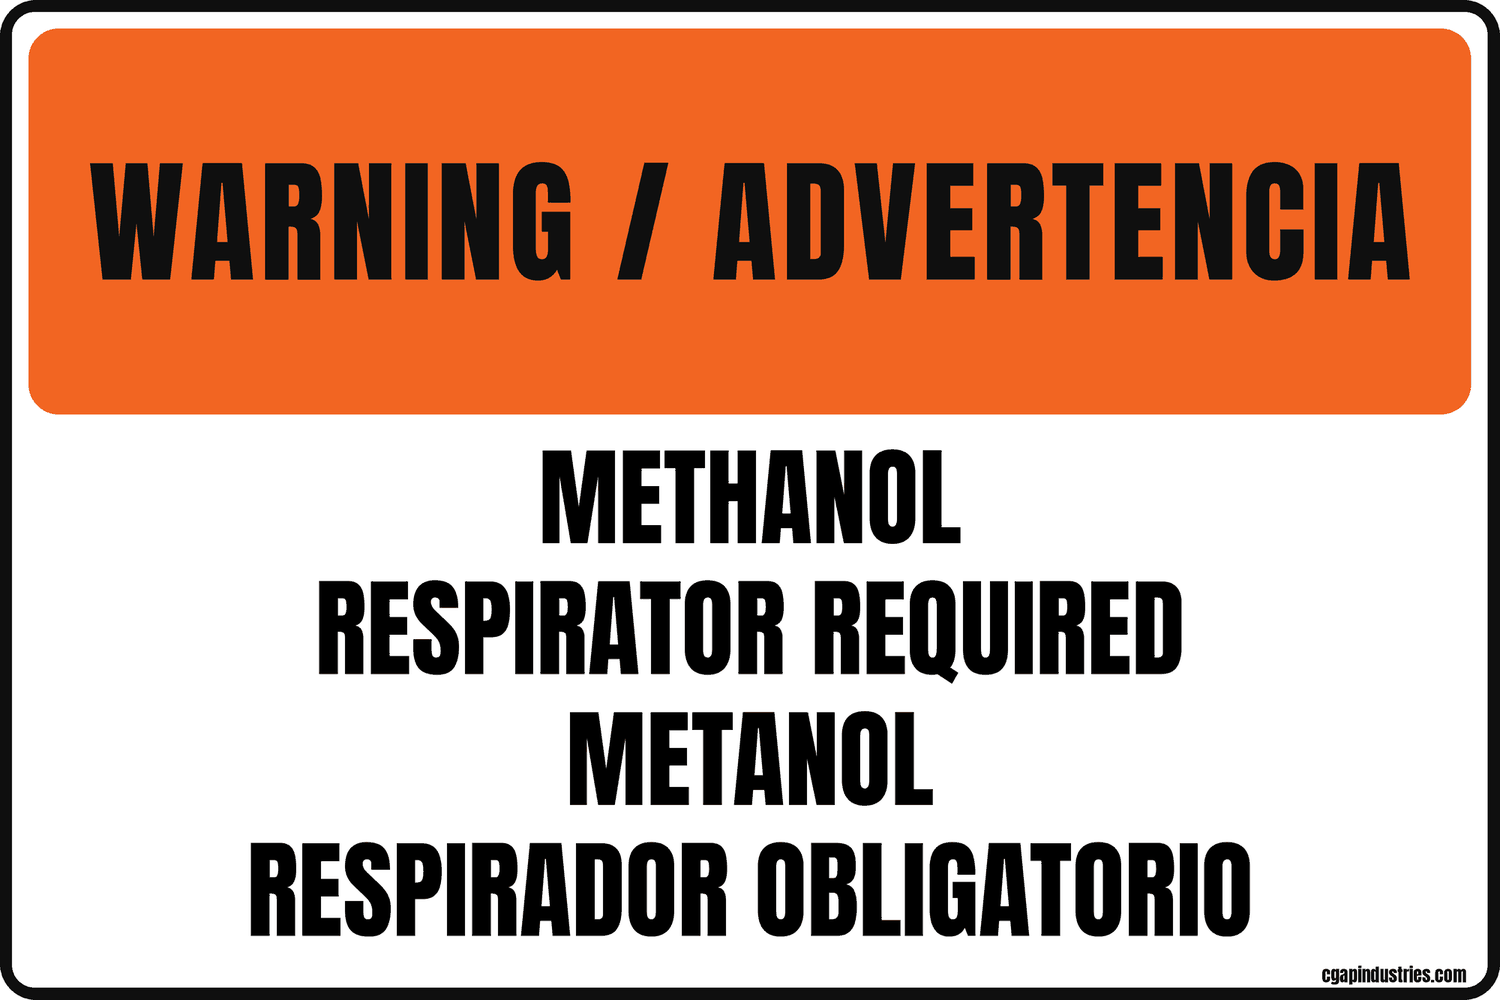 WARNING / ADVERTENCIA
METHANOL
RESPIRATOR REQUIRED
METANOL
RESPIRADOR OBLIGATORIO
cgapindustries.com